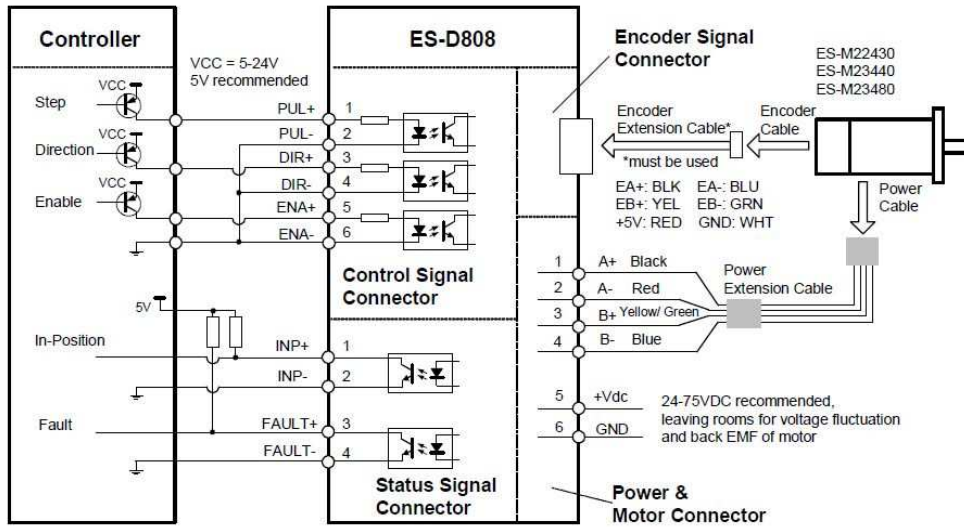 Controller
ES-D808
VCC = 5-24V
5V recommended
VCC
Step
VCC
Direction
VCC
Enable
PUL+ 1
PUL- 2
DIR+ 3
DIR- 4
ENA+ 5
ENA- 6
Control Signal
Connector
5V
In-Position
INP+ 1
INP- 2
Fault
FAULT+ 3
FAULT- 4
Status Signal
Connector
Encoder Signal
Connector
ES-M22430
ES-M23440
ES-M23480
Encoder
Extension Cable*
*must be used
Encoder
Cable
EA+: BLK EA-: BLU
EB+: YEL EB-: GRN
+5V: RED GND: WHT
Power
Cable
1 A+ Black
2 A- Red
3 B+ Yellow/ Green
4 B- Blue
Power
Extension Cable
5 +Vdc
6 GND
24-75VDC recommended,
leaving rooms for voltage fluctuation
and back EMF of motor
Power &
Motor Connector